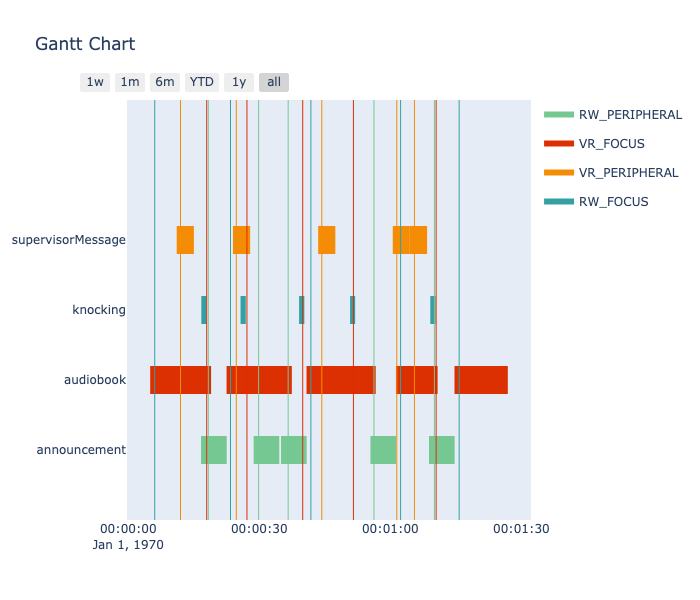 Gantt Chart
1w 1m 6m YTD 1y all
RW_PERIPHERAL
VR_FOCUS
VR_PERIPHERAL
RW_FOCUS
supervisorMessage
knocking
audiobook
announcement
00:00:00 00:00:30 00:01:00 00:01:30
Jan 1, 1970